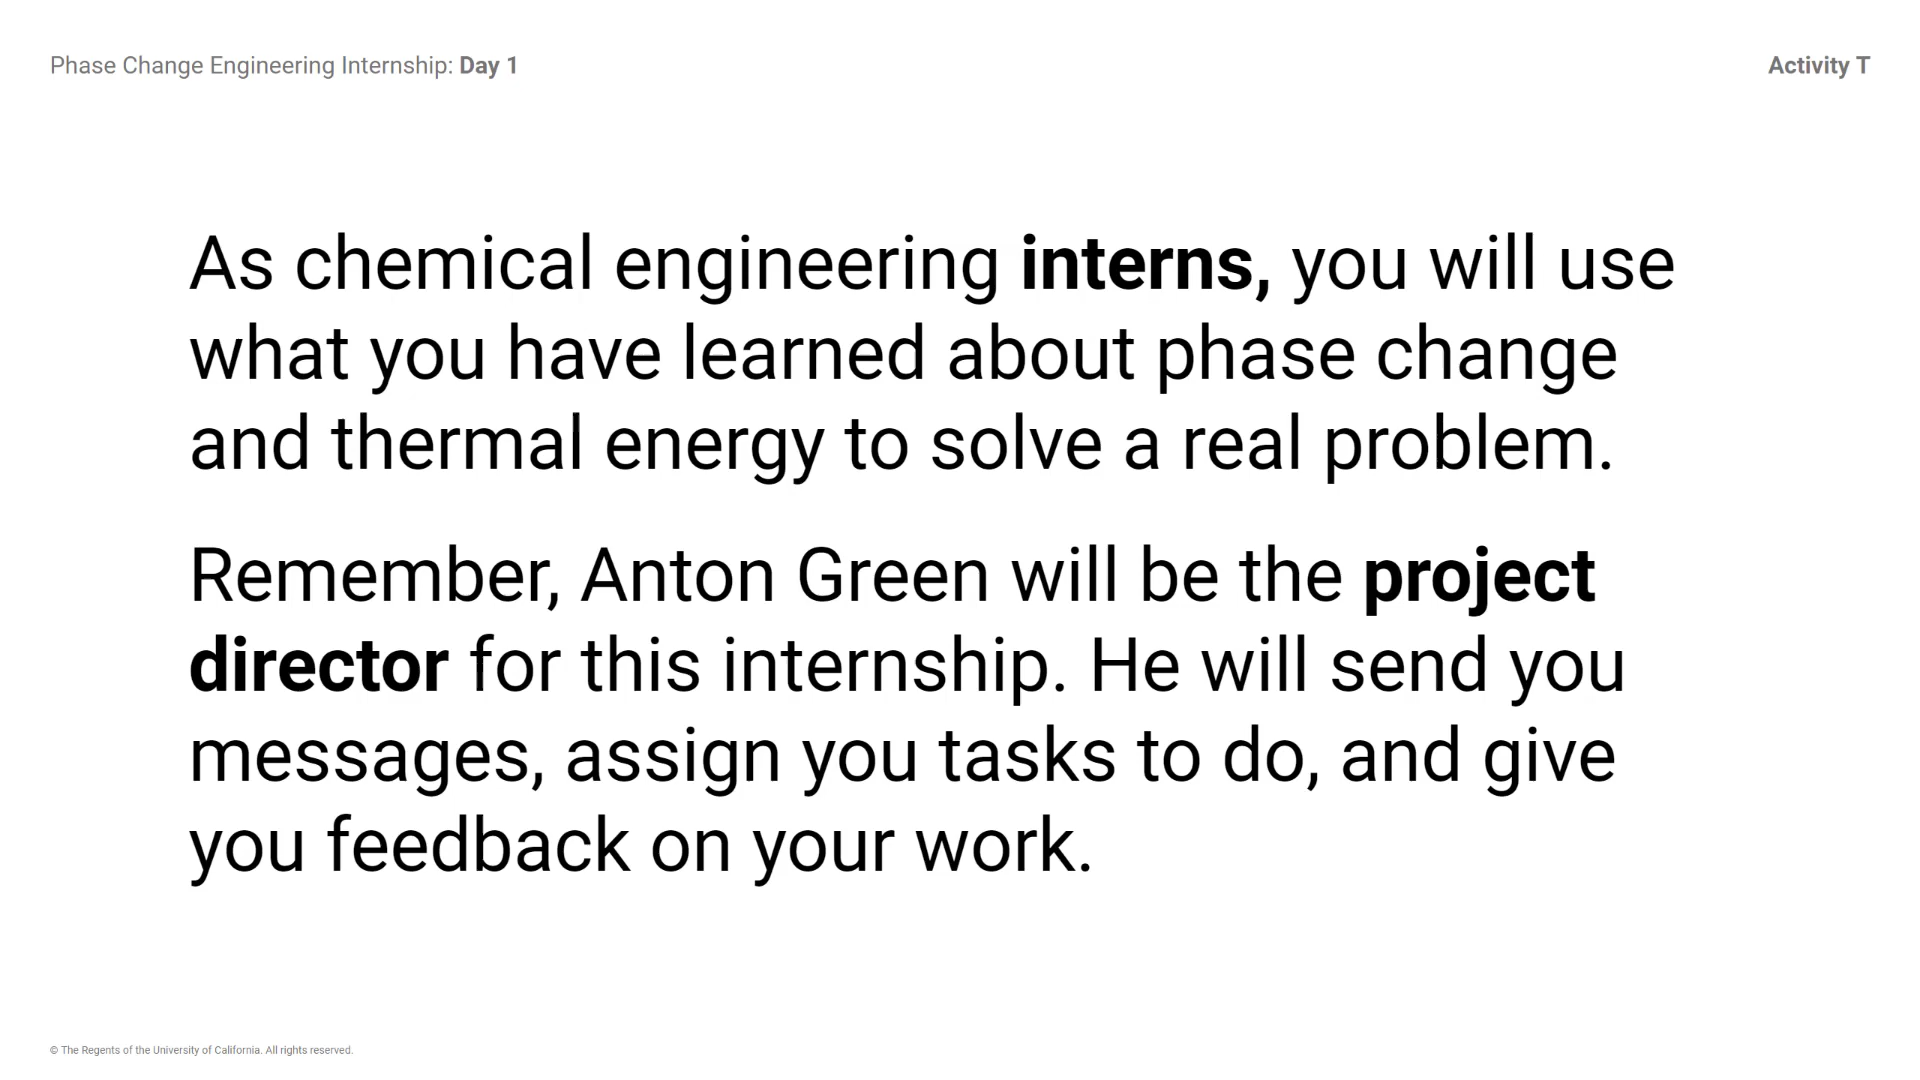 Phase Change Engineering Internship: Day 1
Activity T
As chemical engineering interns, you will use
what you have learned about phase change
and thermal energy to solve a real problem.
Remember, Anton Green will be the project
director for this internship. He will send you
messages, assign you tasks to do, and give
you feedback on your work.
© The Regents of the University of California. All rights reserved.